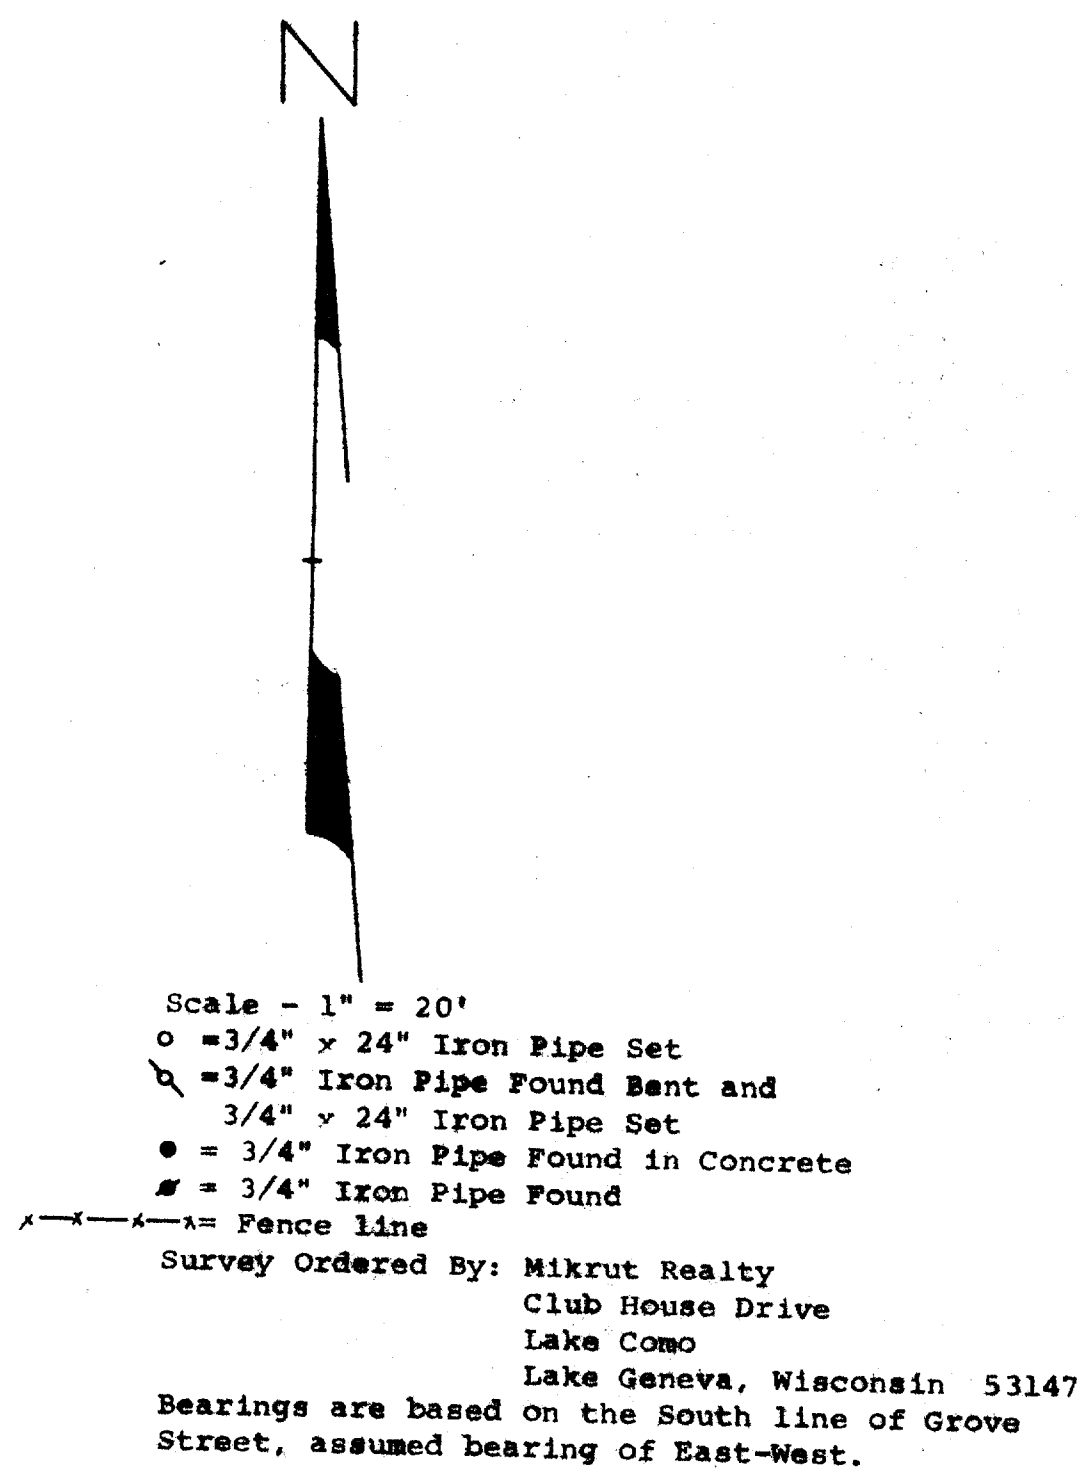 N
Scale - 1" = 20'
=3/4" x 24" Iron Pipe Set
=3/4" Iron Pipe Found Bent and
3/4" x 24" Iron Pipe Set
= 3/4" Iron Pipe Found in Concrete
= 3/4" Iron Pipe Found
x—x—x—x= Fence line
Survey Ordered By: Mikrut Realty
Club House Drive
Lake Como
Lake Geneva, Wisconsin 53147
Bearings are based on the South line of Grove
Street, assumed bearing of East-West.